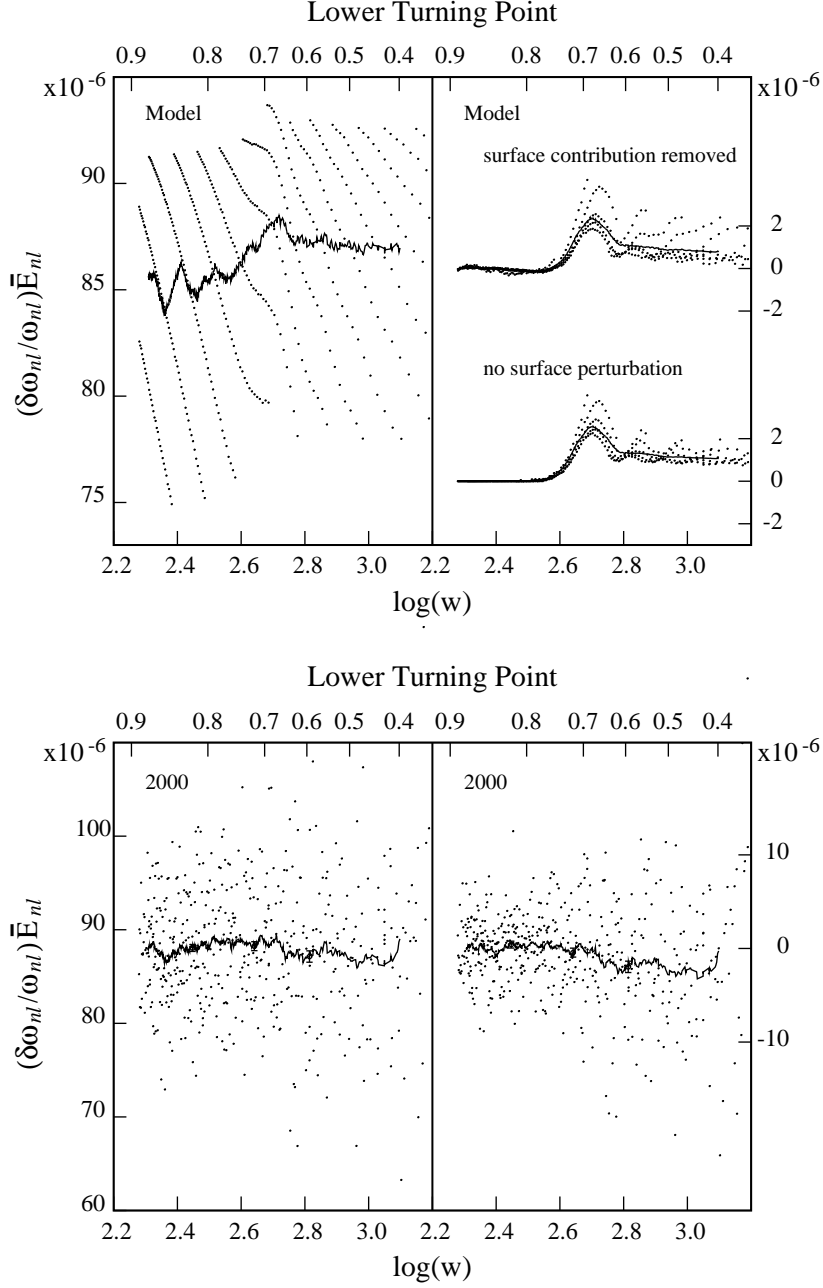 Lower Turning Point
0.9 0.8 0.7 0.6 0.5 0.4 0.9 0.8 0.7 0.6 0.5 0.4
x10⁻⁶ x10⁻⁶
Model Model
surface contribution removed
90
2
85 0
-2
(δω_nl/ω_nl)Ē_nl
no surface perturbation
80
2
75 0
-2
2.2 2.4 2.6 2.8 3.0 2.2 2.4 2.6 2.8 3.0
log(w) log(w)
Lower Turning Point
0.9 0.8 0.7 0.6 0.5 0.4 0.9 0.8 0.7 0.6 0.5 0.4
x10⁻⁶ x10⁻⁶
2000 2000
100 10
90 0
(δω_nl/ω_nl)Ē_nl
80 -10
70
60
2.2 2.4 2.6 2.8 3.0 2.2 2.4 2.6 2.8 3.0
log(w) log(w)